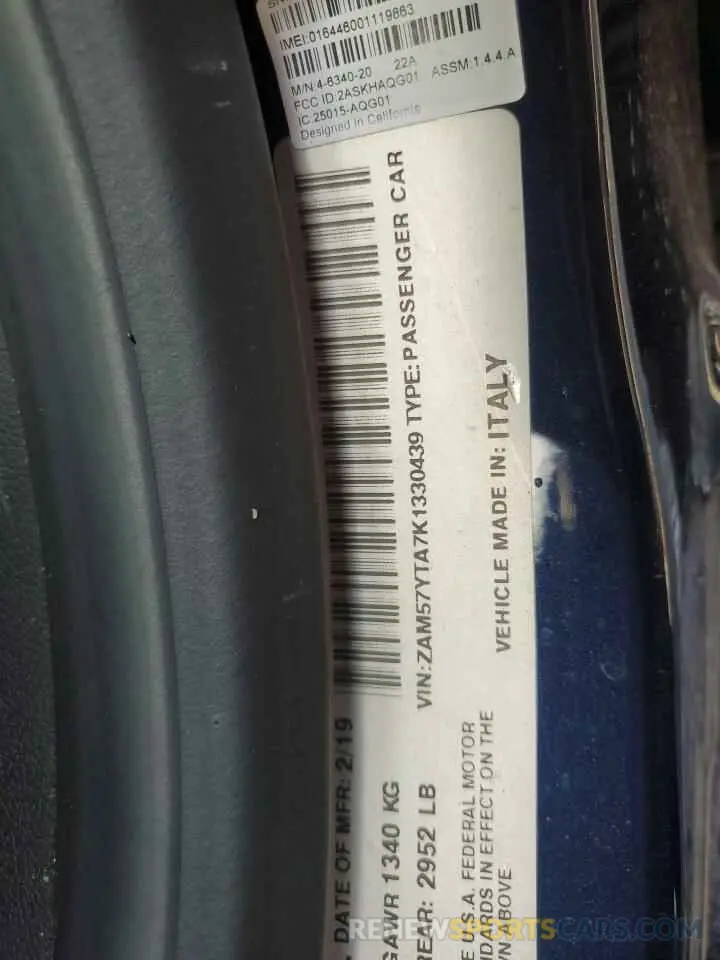 IMEI:016446001119863
M/N:4-6340-20 22A
FCC ID:2ASKHAQG01 ASSM:1.4.4.A
IC:25015-AQG01
Designed in California
DATE OF MFR: 2/19
GAWR 1340 KG
REAR: 2952 LB
VIN:ZAM57YTA7K1330439 TYPE:PASSENGER CAR
U.S.A. FEDERAL MOTOR
IN EFFECT ON THE
ABOVE
VEHICLE MADE IN: ITALY
RENEWSPORTSCARS.COM